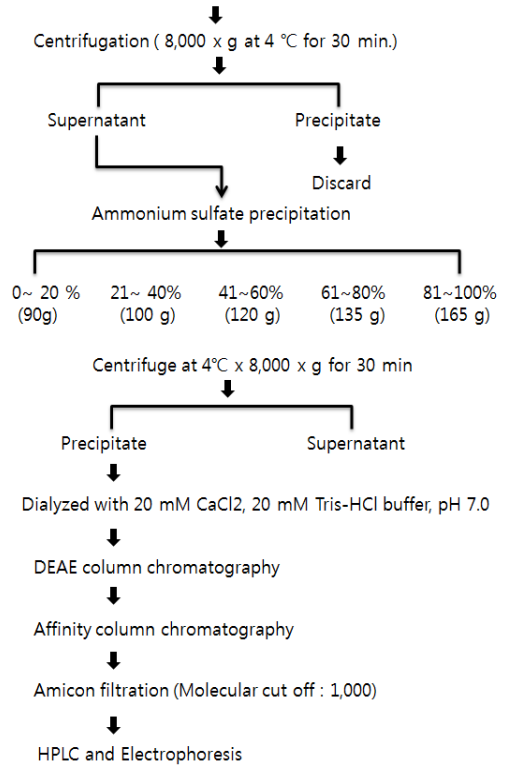 Centrifugation ( 8,000 x g at 4 ℃ for 30 min.)
Supernatant Precipitate
Discard
Ammonium sulfate precipitation
0~ 20 % 21~ 40% 41~60% 61~80% 81~100%
(90g) (100 g) (120 g) (135 g) (165 g)
Centrifuge at 4℃ x 8,000 x g for 30 min
Precipitate Supernatant
Dialyzed with 20 mM CaCl2, 20 mM Tris-HCl buffer, pH 7.0
DEAE column chromatography
Affinity column chromatography
Amicon filtration (Molecular cut off : 1,000)
HPLC and Electrophoresis